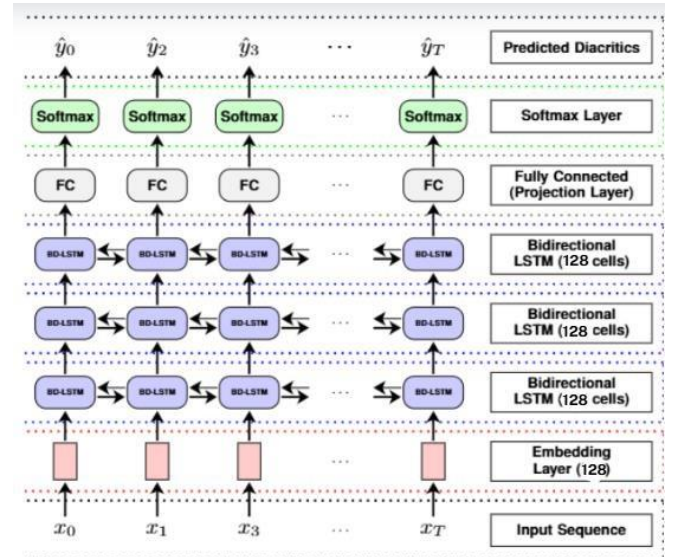 ŷ₀ ŷ₂ ŷ₃ ... ŷ_T Predicted Diacritics
Softmax Softmax Softmax ... Softmax Softmax Layer
FC FC FC ... FC Fully Connected
(Projection Layer)
BD-LSTM BD-LSTM BD-LSTM ... BD-LSTM Bidirectional
LSTM (128 cells)
BD-LSTM BD-LSTM BD-LSTM ... BD-LSTM Bidirectional
LSTM (128 cells)
BD-LSTM BD-LSTM BD-LSTM ... BD-LSTM Bidirectional
LSTM (128 cells)
... Embedding
Layer (128)
x₀ x₁ x₃ ... x_T Input Sequence